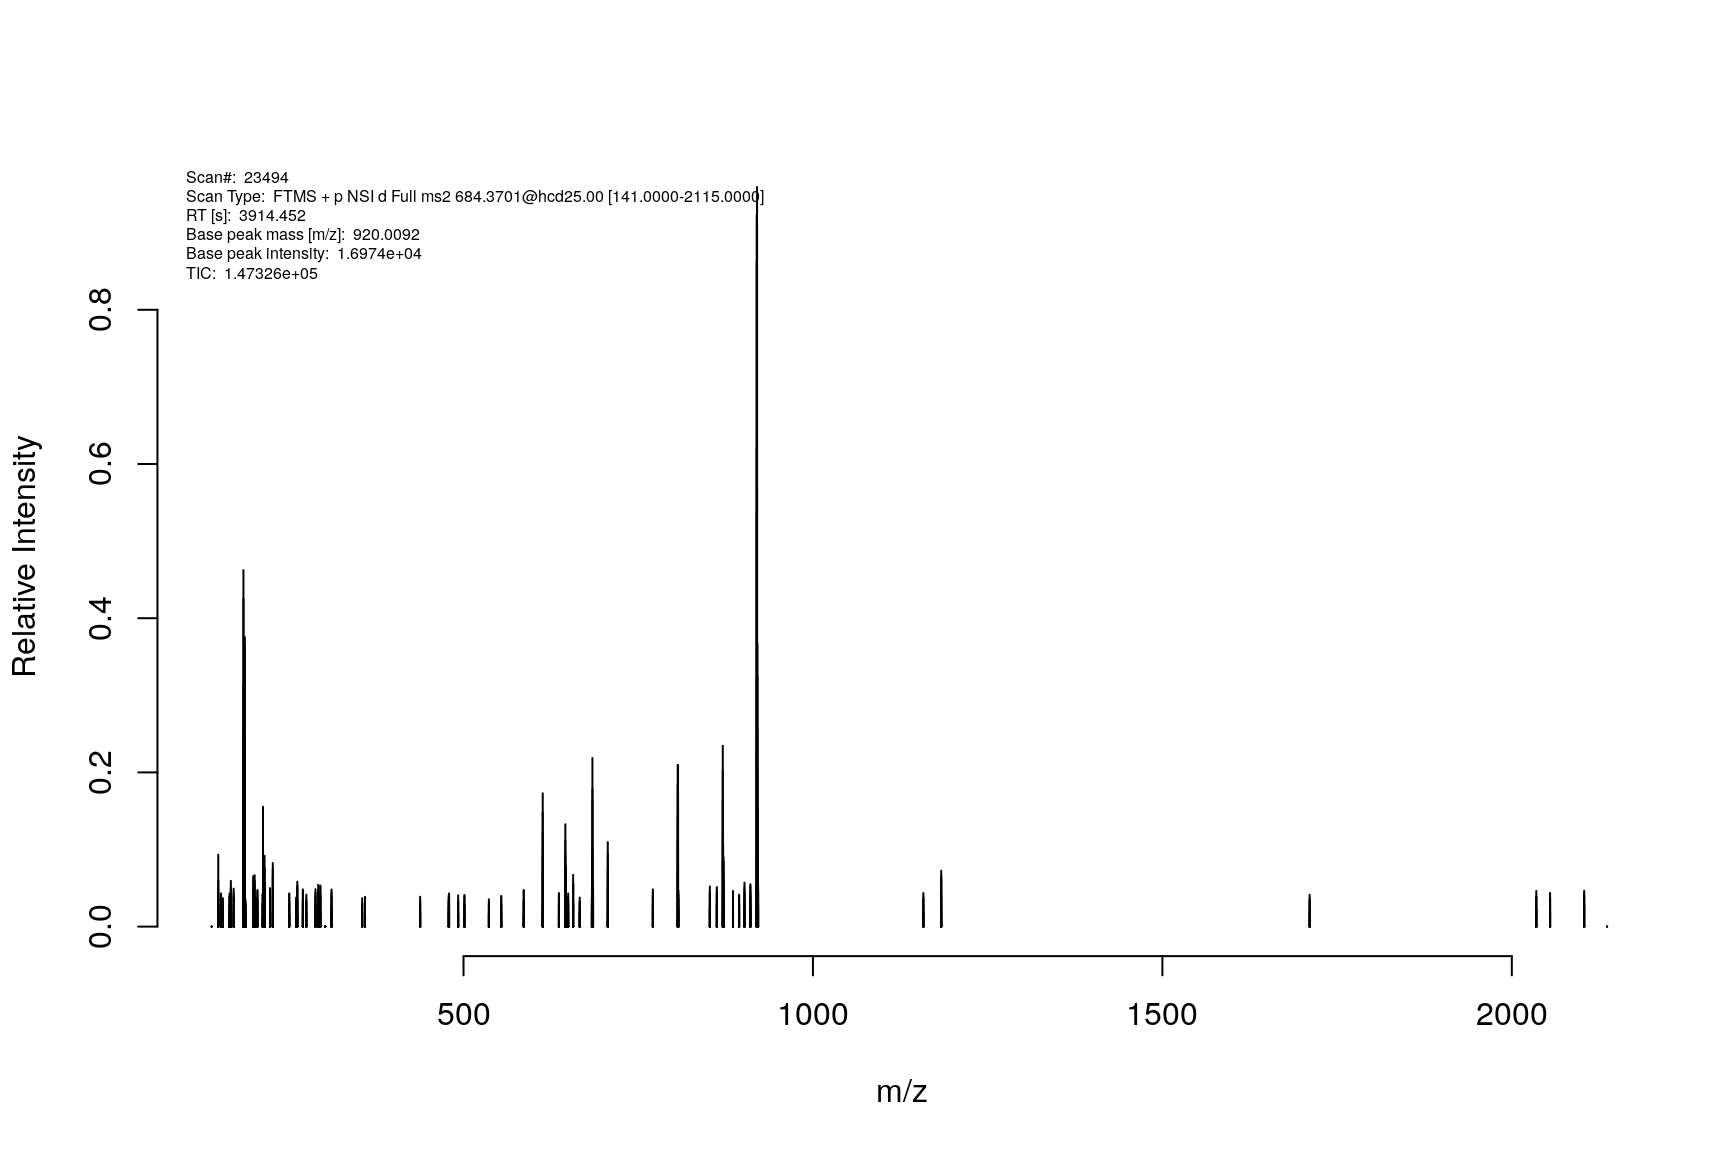 Scan#: 23494
Scan Type: FTMS + p NSI d Full ms2 684.3701@hcd25.00 [141.0000-2115.0000]
RT [s]: 3914.452
Base peak mass [m/z]: 920.0092
Base peak intensity: 1.6974e+04
TIC: 1.47326e+05
0.8
0.6
0.4
0.2
0.0
Relative Intensity
500 1000 1500 2000
m/z